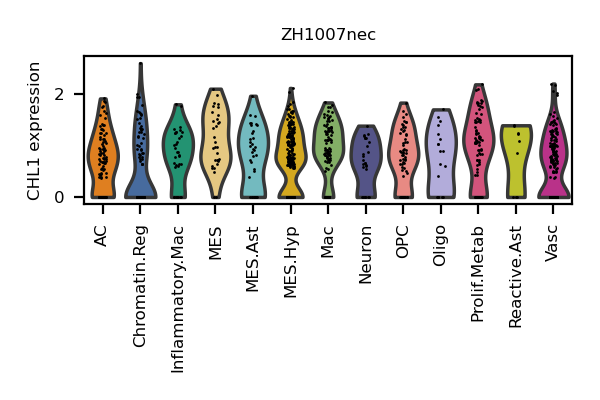 ZH1007nec
CHL1 expression
2
0
AC
Chromatin.Reg
Inflammatory.Mac
MES
MES.Ast
MES.Hyp
Mac
Neuron
OPC
Oligo
Prolif.Metab
Reactive.Ast
Vasc